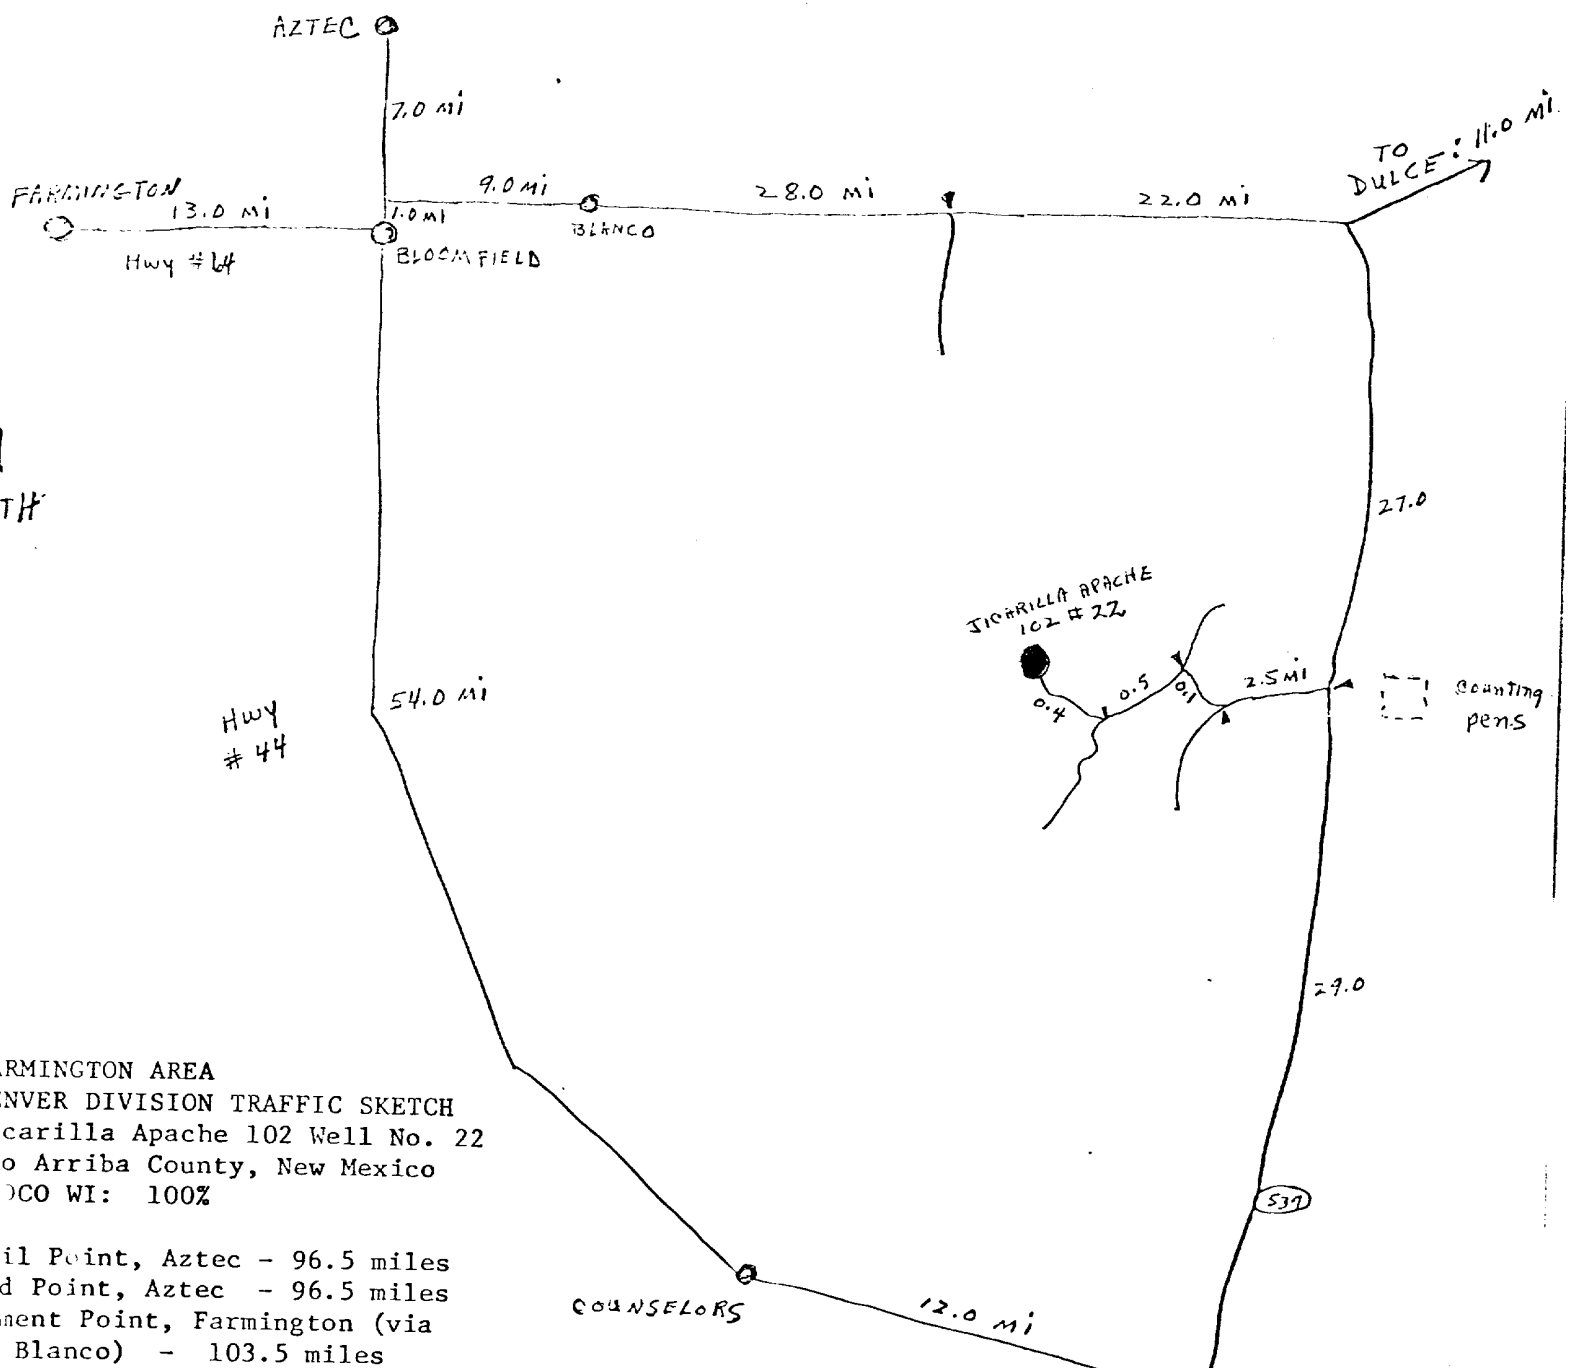 AZTEC
7.0 mi
TO
DULCE: 11.0 mi.
FARMINGTON
13.0 mi
9.0 mi
28.0 mi
22.0 mi
1.0 mi
BLANCO
Hwy #64
BLOOMFIELD
TH
27.0
JICARILLA APACHE
102 #22
0.4
0.5
0.1
2.5 mi
counting
pens
Hwy
# 44
54.0 mi
29.0
ARMINGTON AREA
ENVER DIVISION TRAFFIC SKETCH
carilla Apache 102 Well No. 22
o Arriba County, New Mexico
OCO WI: 100%
537
il Point, Aztec - 96.5 miles
d Point, Aztec - 96.5 miles
ment Point, Farmington (via
Blanco) - 103.5 miles
COUNSELORS
12.0 mi